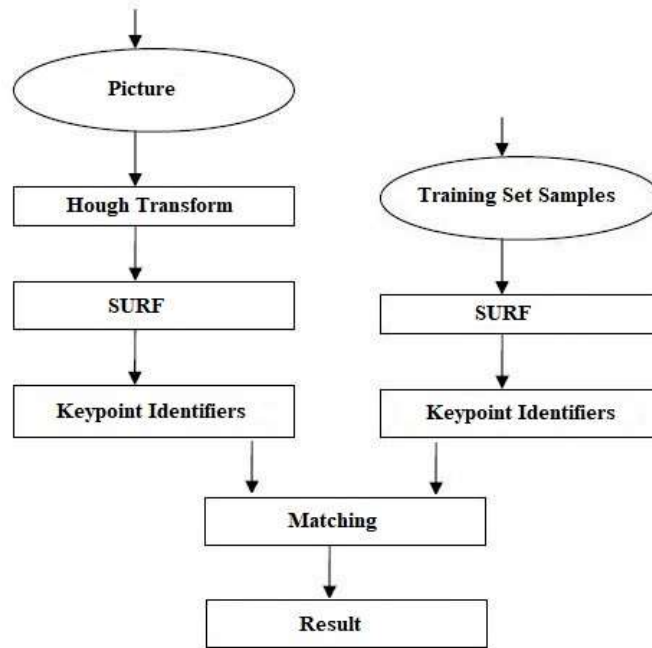 Picture
Hough Transform
SURF
Keypoint Identifiers
Training Set Samples
SURF
Keypoint Identifiers
Matching
Result